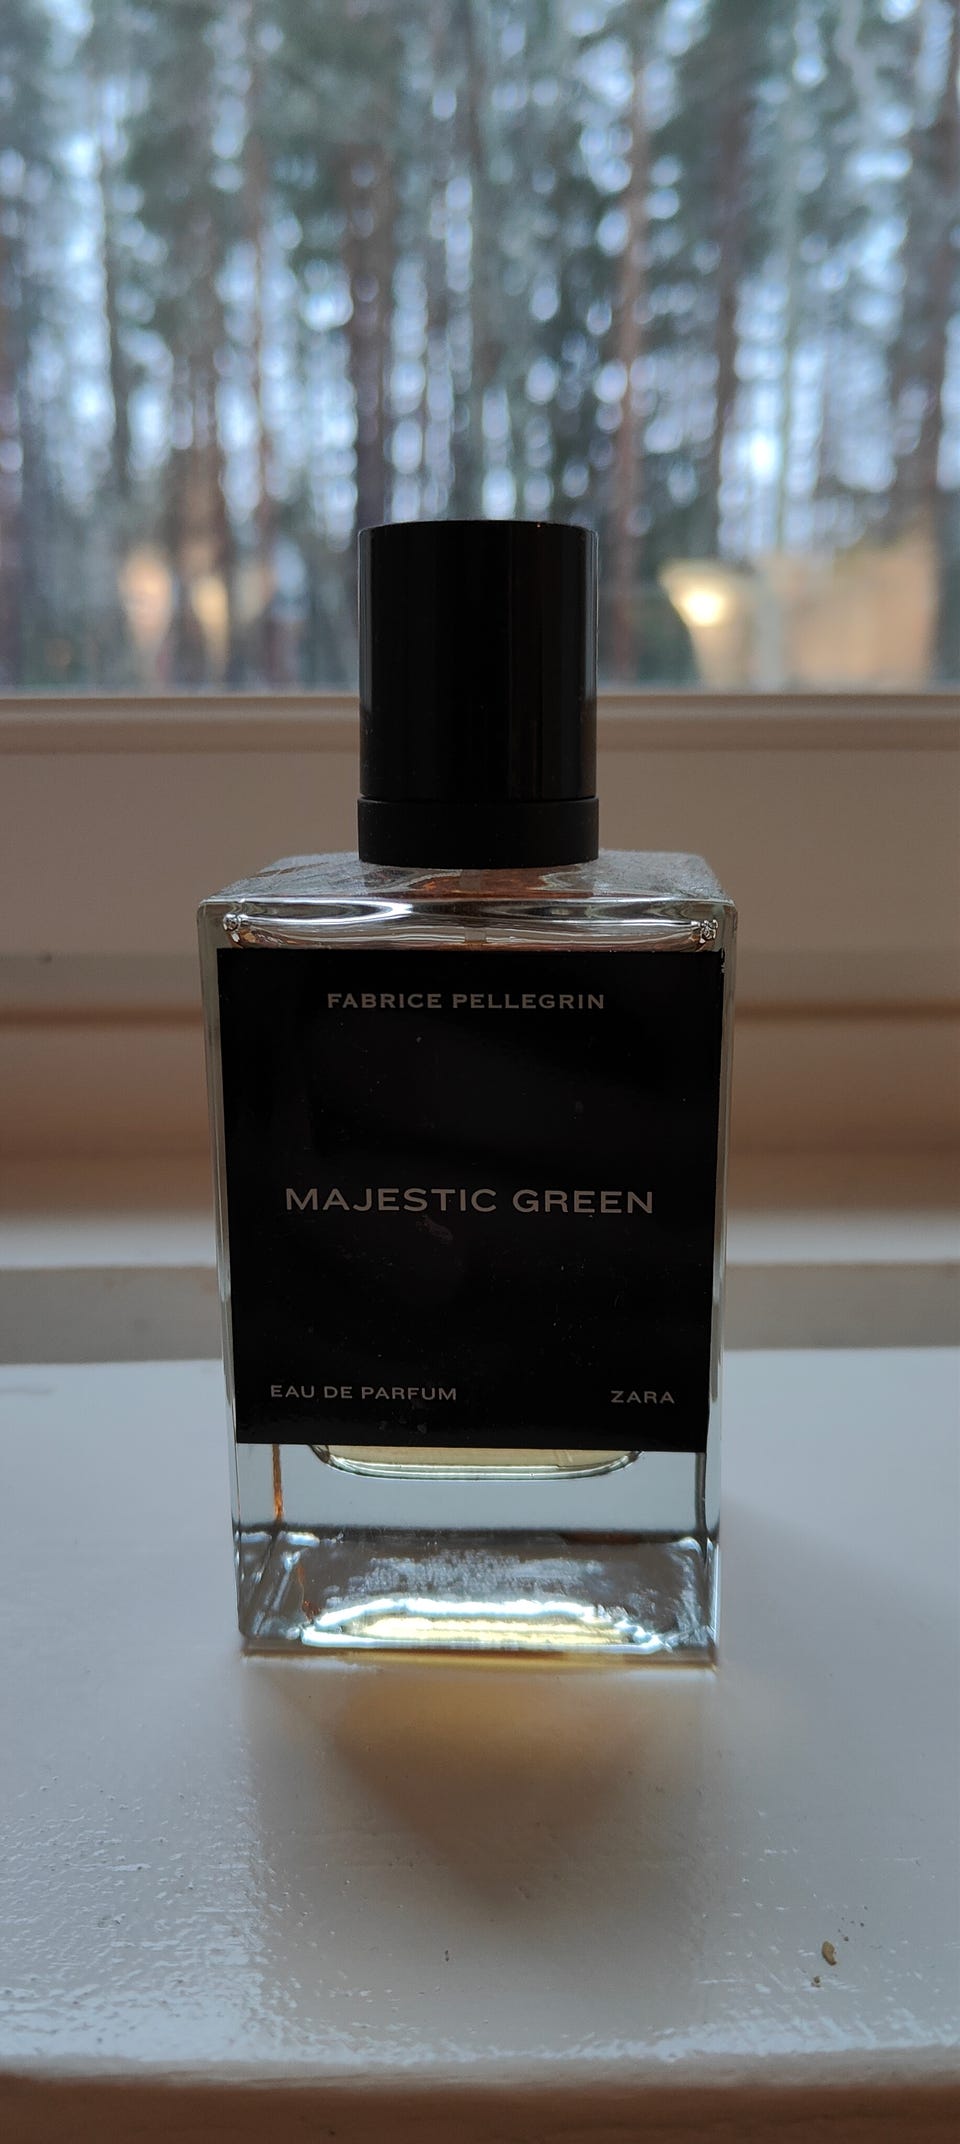 FABRICE PELLEGRIN
MAJESTIC GREEN
EAU DE PARFUM
ZARA